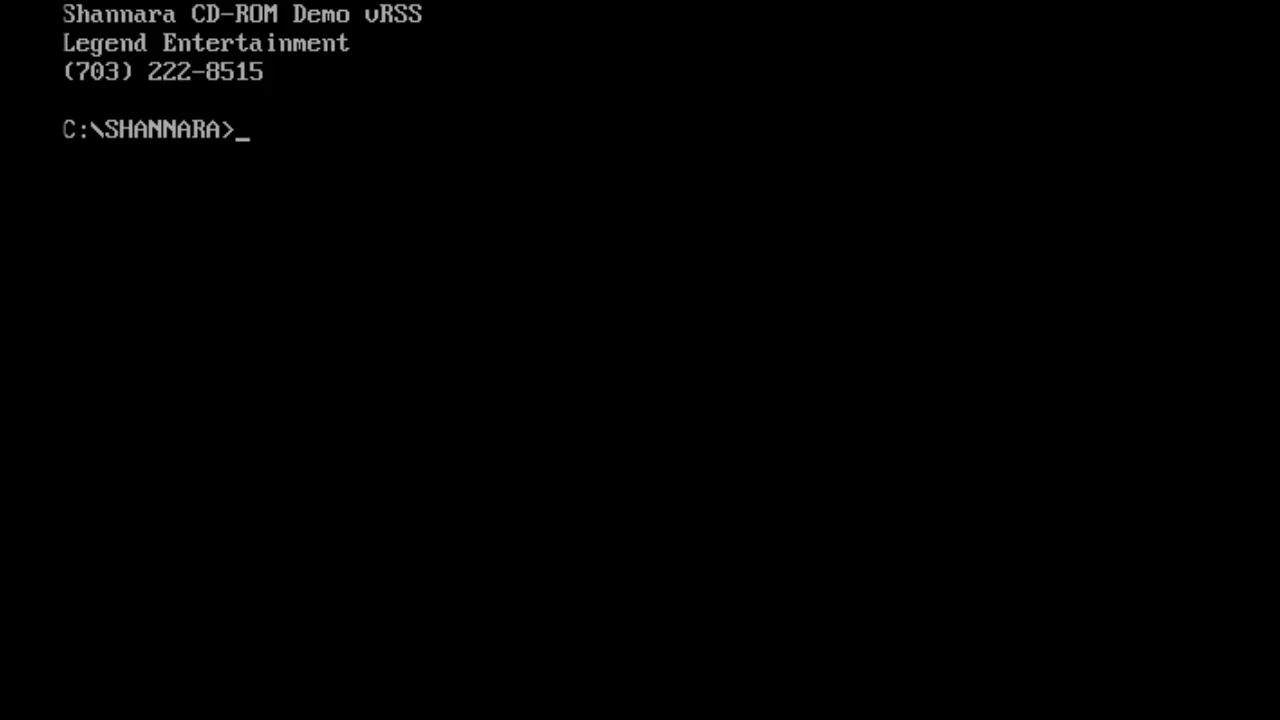 Shannara CD-ROM Demo vRSS
Legend Entertainment
(703) 222-8515
C:\SHANNARA>_